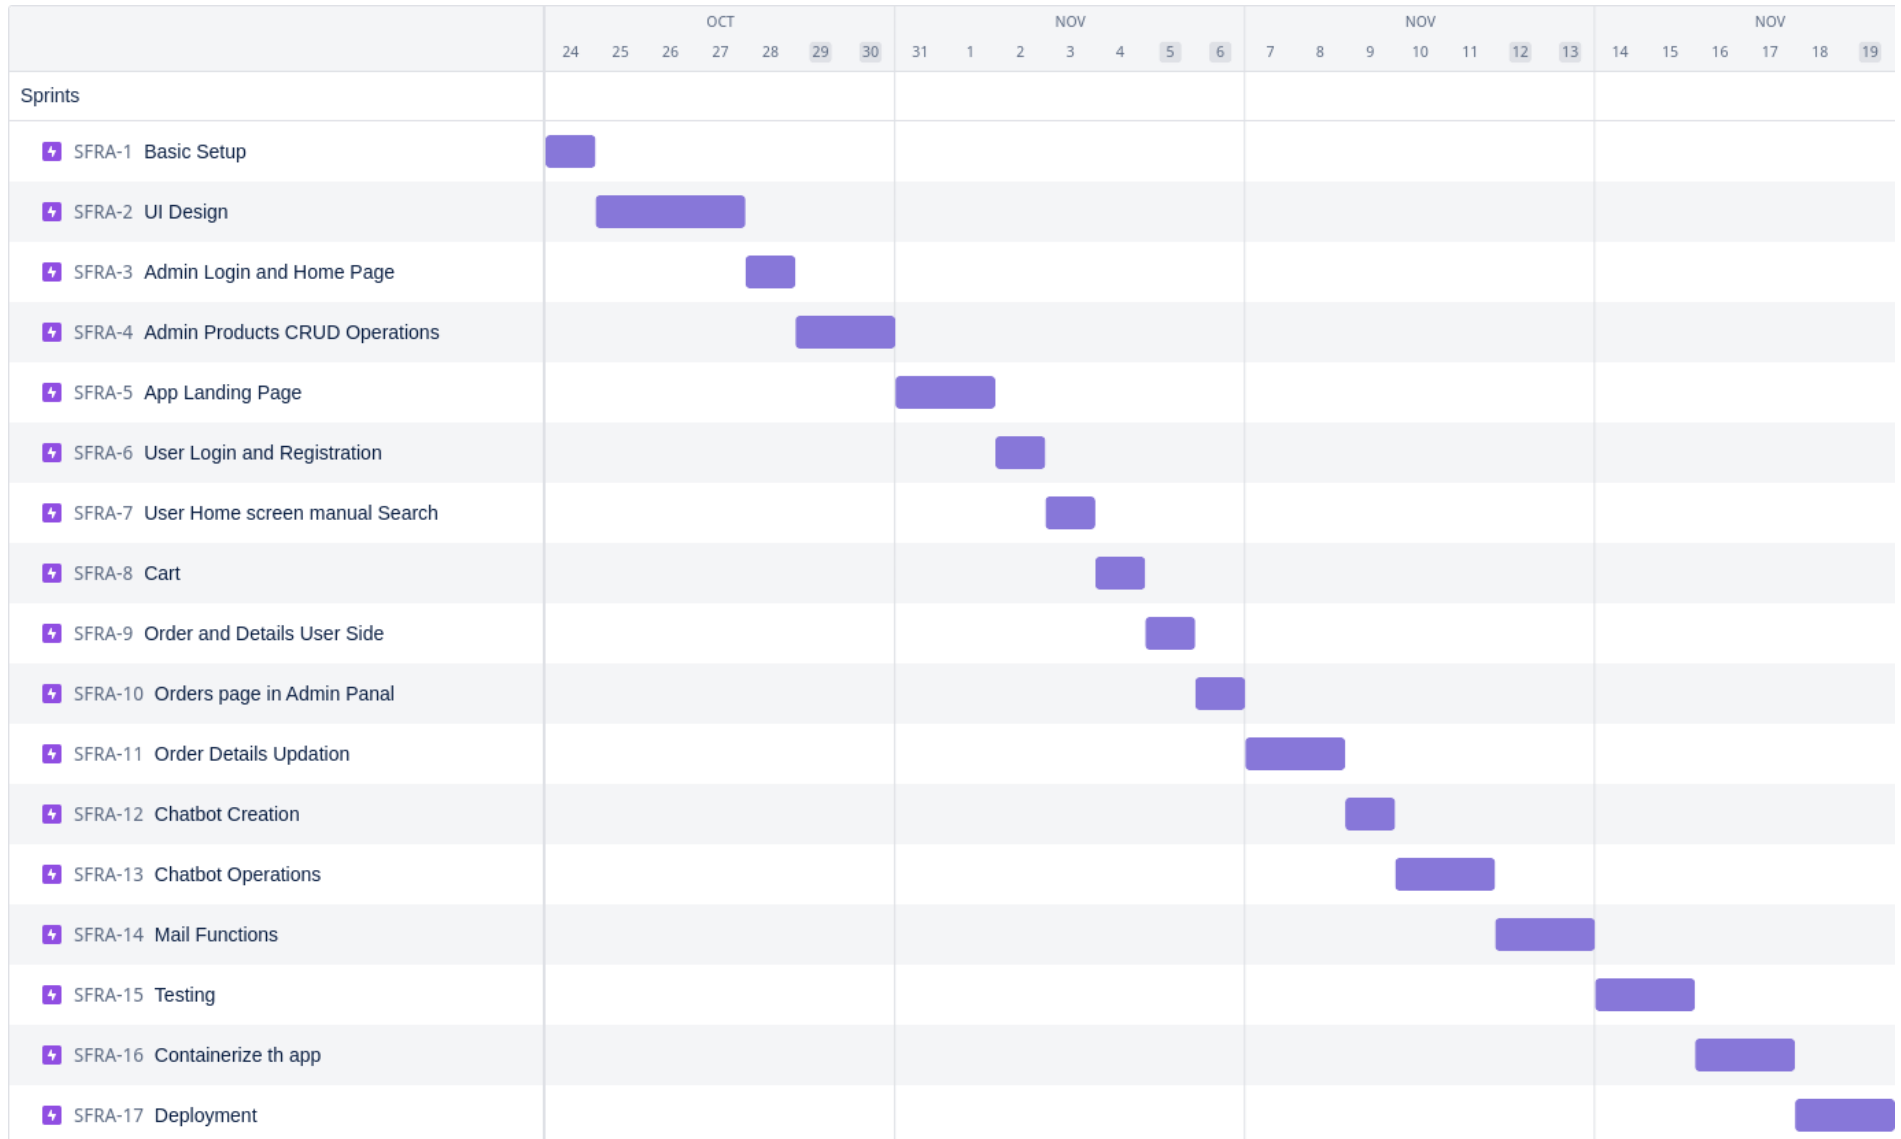 OCT NOV NOV NOV
24 25 26 27 28 29 30 31 1 2 3 4 5 6 7 8 9 10 11 12 13 14 15 16 17 18 19
Sprints
SFRA-1 Basic Setup
SFRA-2 UI Design
SFRA-3 Admin Login and Home Page
SFRA-4 Admin Products CRUD Operations
SFRA-5 App Landing Page
SFRA-6 User Login and Registration
SFRA-7 User Home screen manual Search
SFRA-8 Cart
SFRA-9 Order and Details User Side
SFRA-10 Orders page in Admin Panal
SFRA-11 Order Details Updation
SFRA-12 Chatbot Creation
SFRA-13 Chatbot Operations
SFRA-14 Mail Functions
SFRA-15 Testing
SFRA-16 Containerize th app
SFRA-17 Deployment